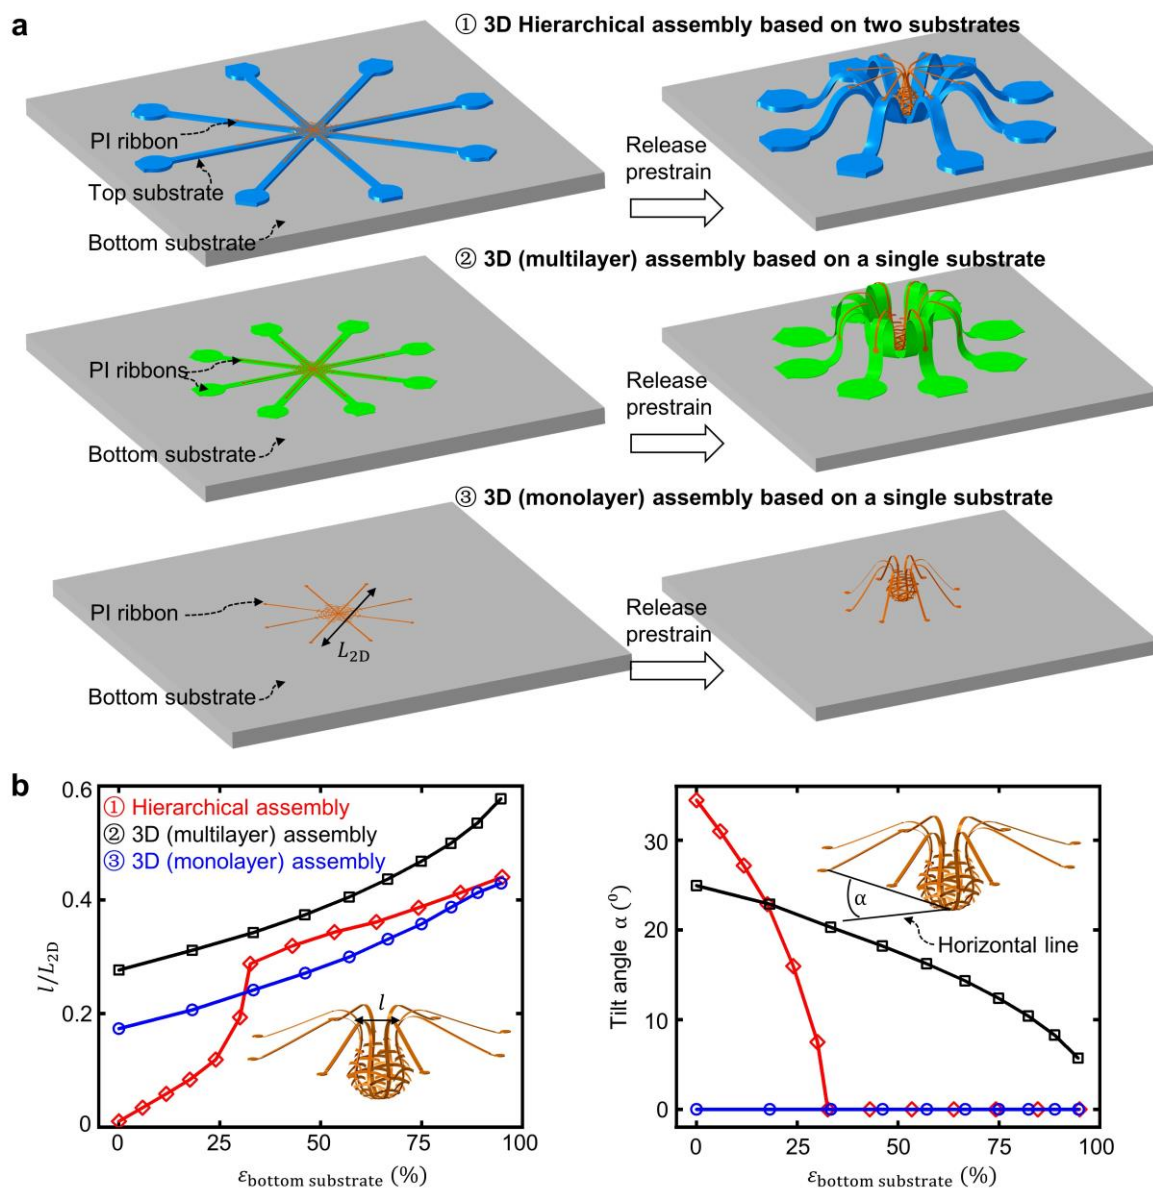 a
① 3D Hierarchical assembly based on two substrates
PI ribbon
Top substrate
Bottom substrate
Release
prestrain
② 3D (multilayer) assembly based on a single substrate
PI ribbons
Bottom substrate
Release
prestrain
③ 3D (monolayer) assembly based on a single substrate
PI ribbon
L2D
Bottom substrate
Release
prestrain
b
0.6
0.4
0.2
0
l/L2D
① Hierarchical assembly
② 3D (multilayer) assembly
③ 3D (monolayer) assembly
l
0 25 50 75 100
εbottom substrate (%)
30
20
10
0
Tilt angle α (⁰)
α
Horizontal line
0 25 50 75 100
εbottom substrate (%)